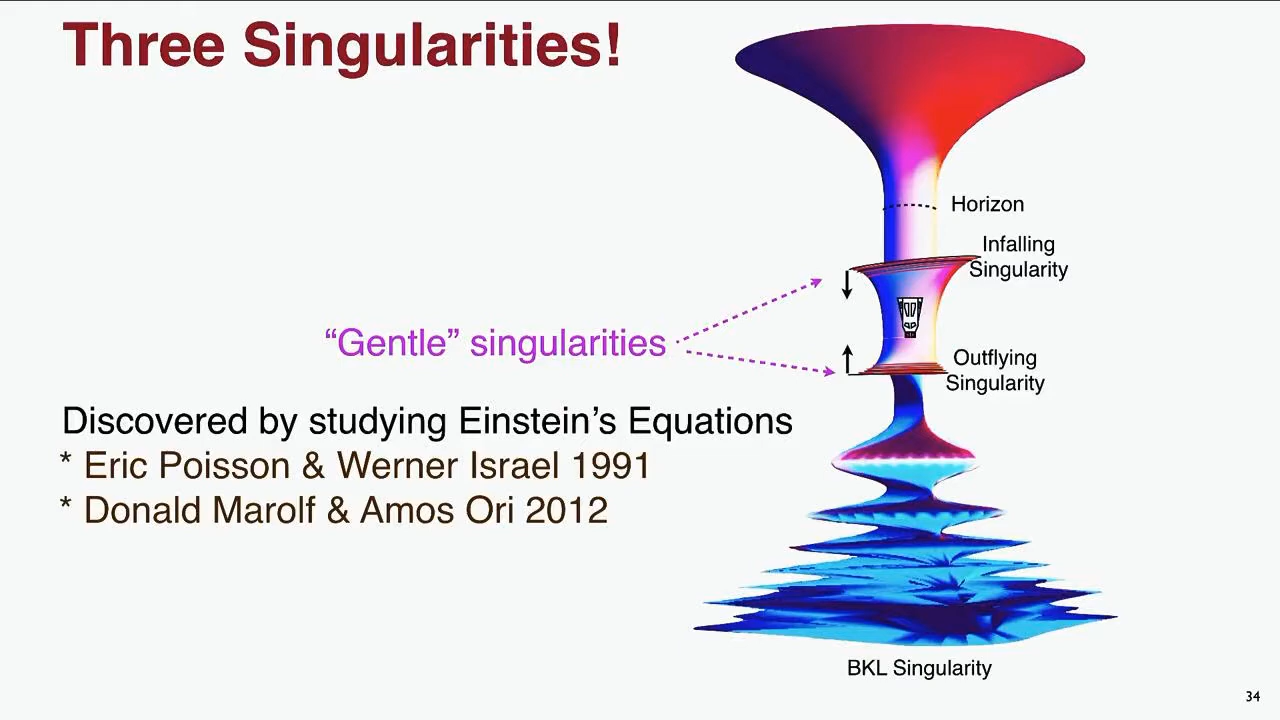 Three Singularities!
Horizon
Infalling
Singularity
"Gentle" singularities
Outflying
Singularity
Discovered by studying Einstein's Equations
* Eric Poisson & Werner Israel 1991
* Donald Marolf & Amos Ori 2012
BKL Singularity
34